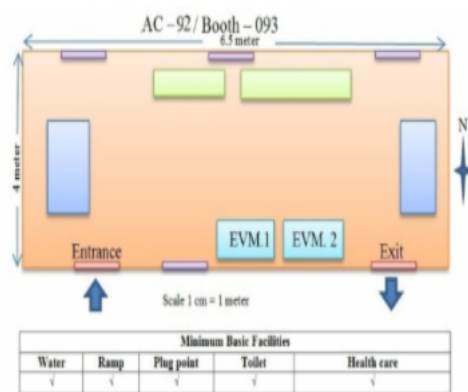 AC – 92/ Booth – 093
6.5 meter
4 meter
N
EVM.1 EVM. 2
Entrance Exit
Scale 1 cm = 1 meter
Minimum Basic Facilities
Water Ramp Plug point Toilet Health care
√ √ √ √ √